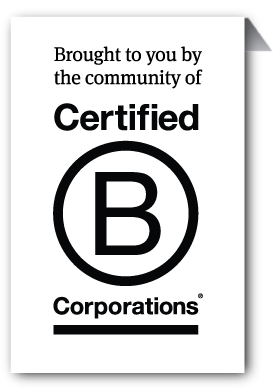 Brought to you by
the community of
Certified
B
Corporations®